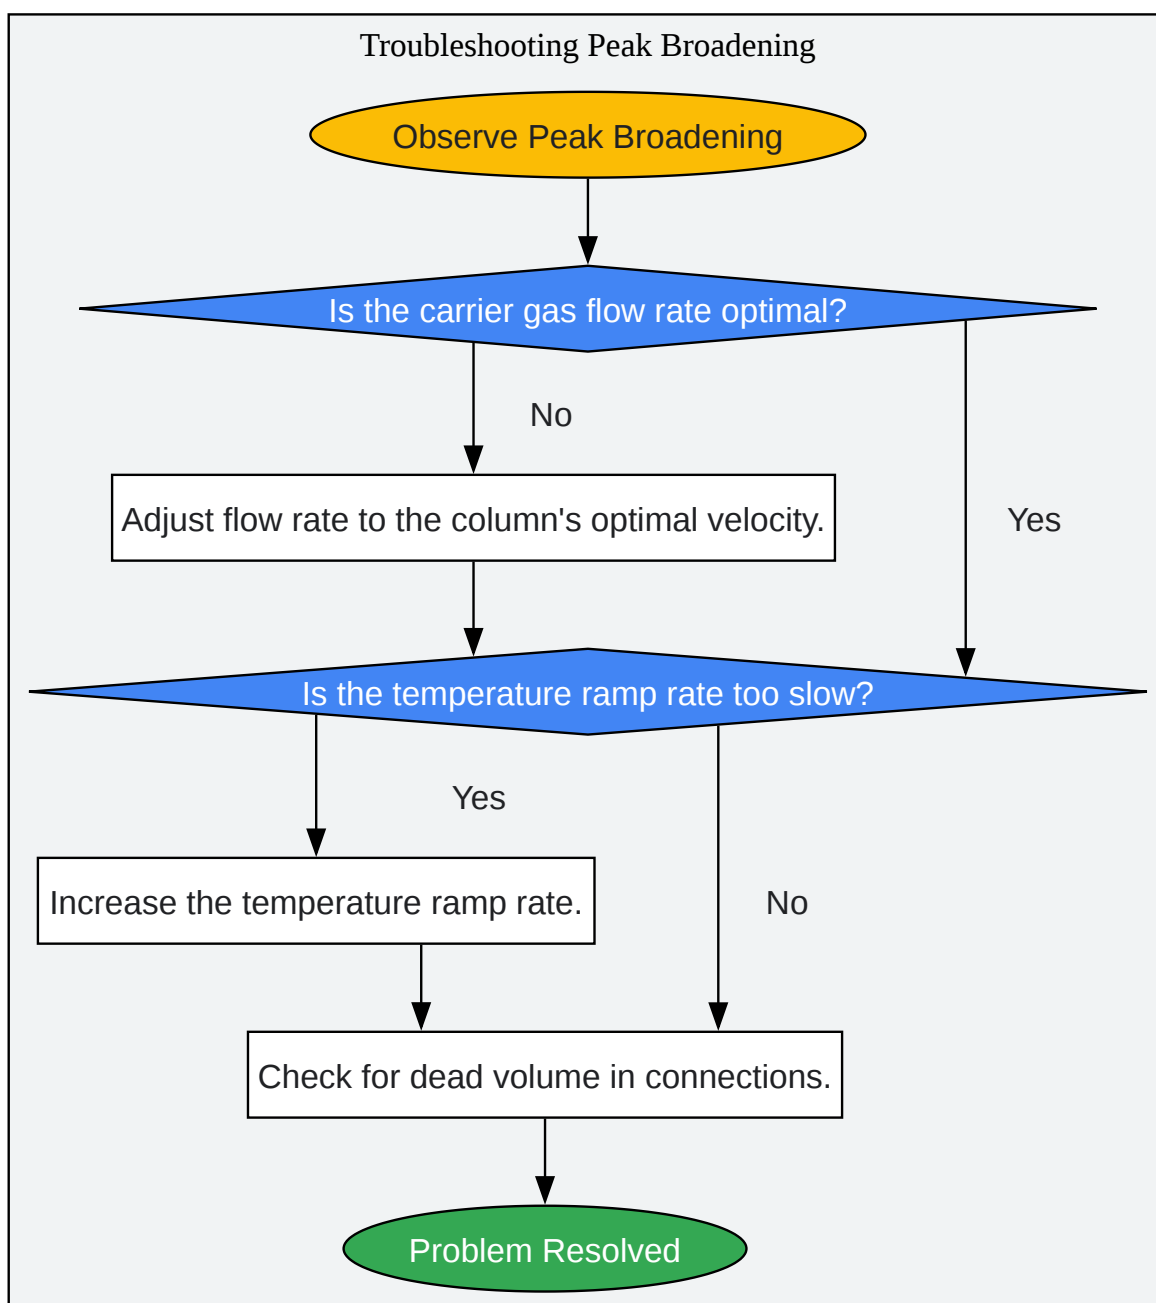 Troubleshooting Peak Broadening
Observe Peak Broadening
Is the carrier gas flow rate optimal?
No
Adjust flow rate to the column's optimal velocity.
Yes
Is the temperature ramp rate too slow?
Yes
Increase the temperature ramp rate.
No
Check for dead volume in connections.
Problem Resolved